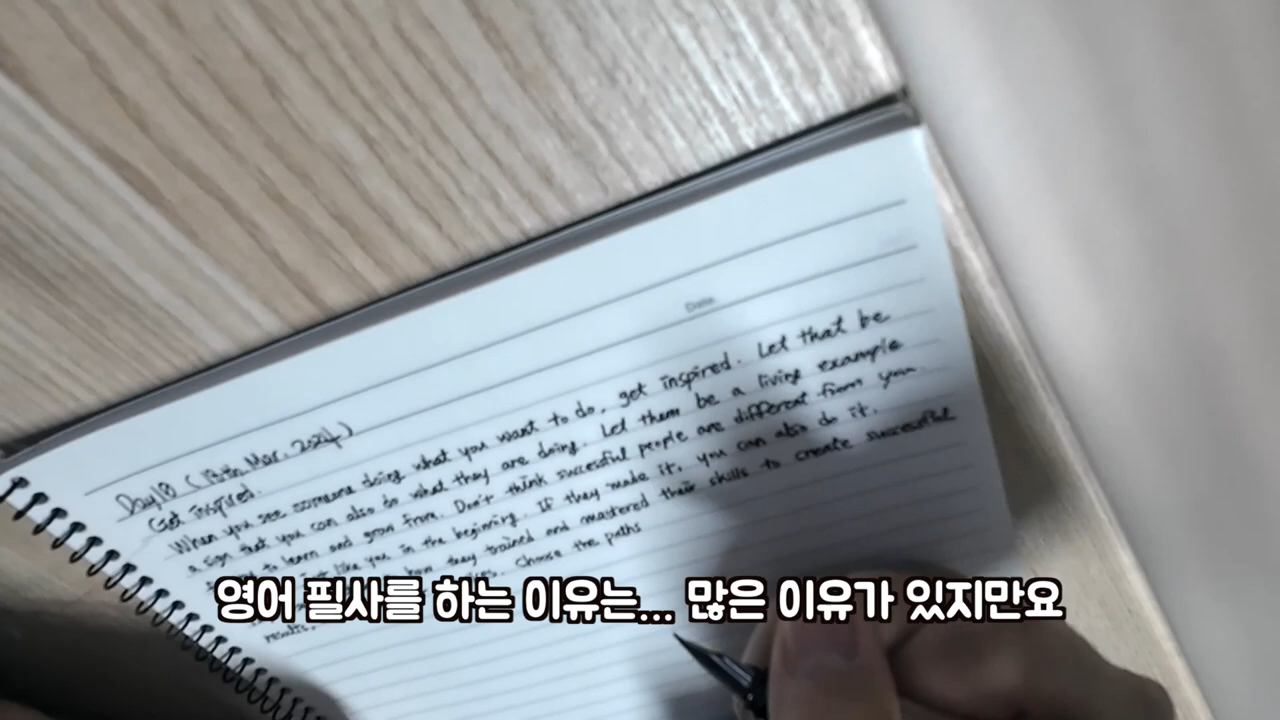 Date
Day18 (13th Mar. 2024)
Get inspired.
When you see someone doing what you want to do, get inspired. Let that be
a sign that you can also do what they are doing. Let them be a living example
to learn and grow from. Don't think successful people are different from you.
like you in the beginning. If they made it, you can also do it.
how they trained and mastered their skills to create successful
results,
Choose the paths
영어 필사를 하는 이유는... 많은 이유가 있지만요